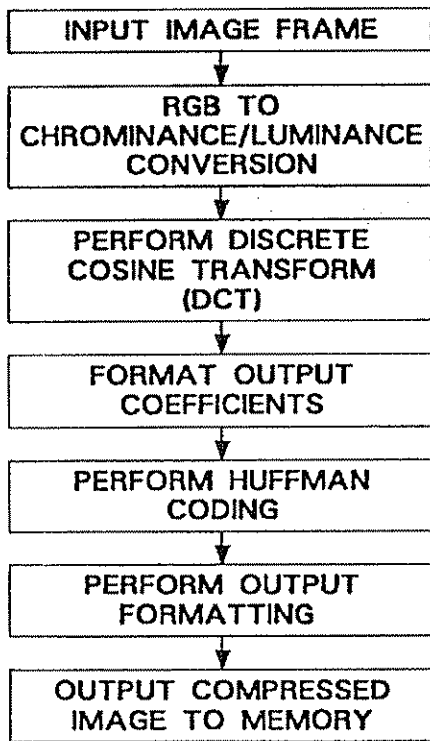 INPUT IMAGE FRAME
RGB TO
CHROMINANCE/LUMINANCE
CONVERSION
PERFORM DISCRETE
COSINE TRANSFORM
(DCT)
FORMAT OUTPUT
COEFFICIENTS
PERFORM HUFFMAN
CODING
PERFORM OUTPUT
FORMATTING
OUTPUT COMPRESSED
IMAGE TO MEMORY